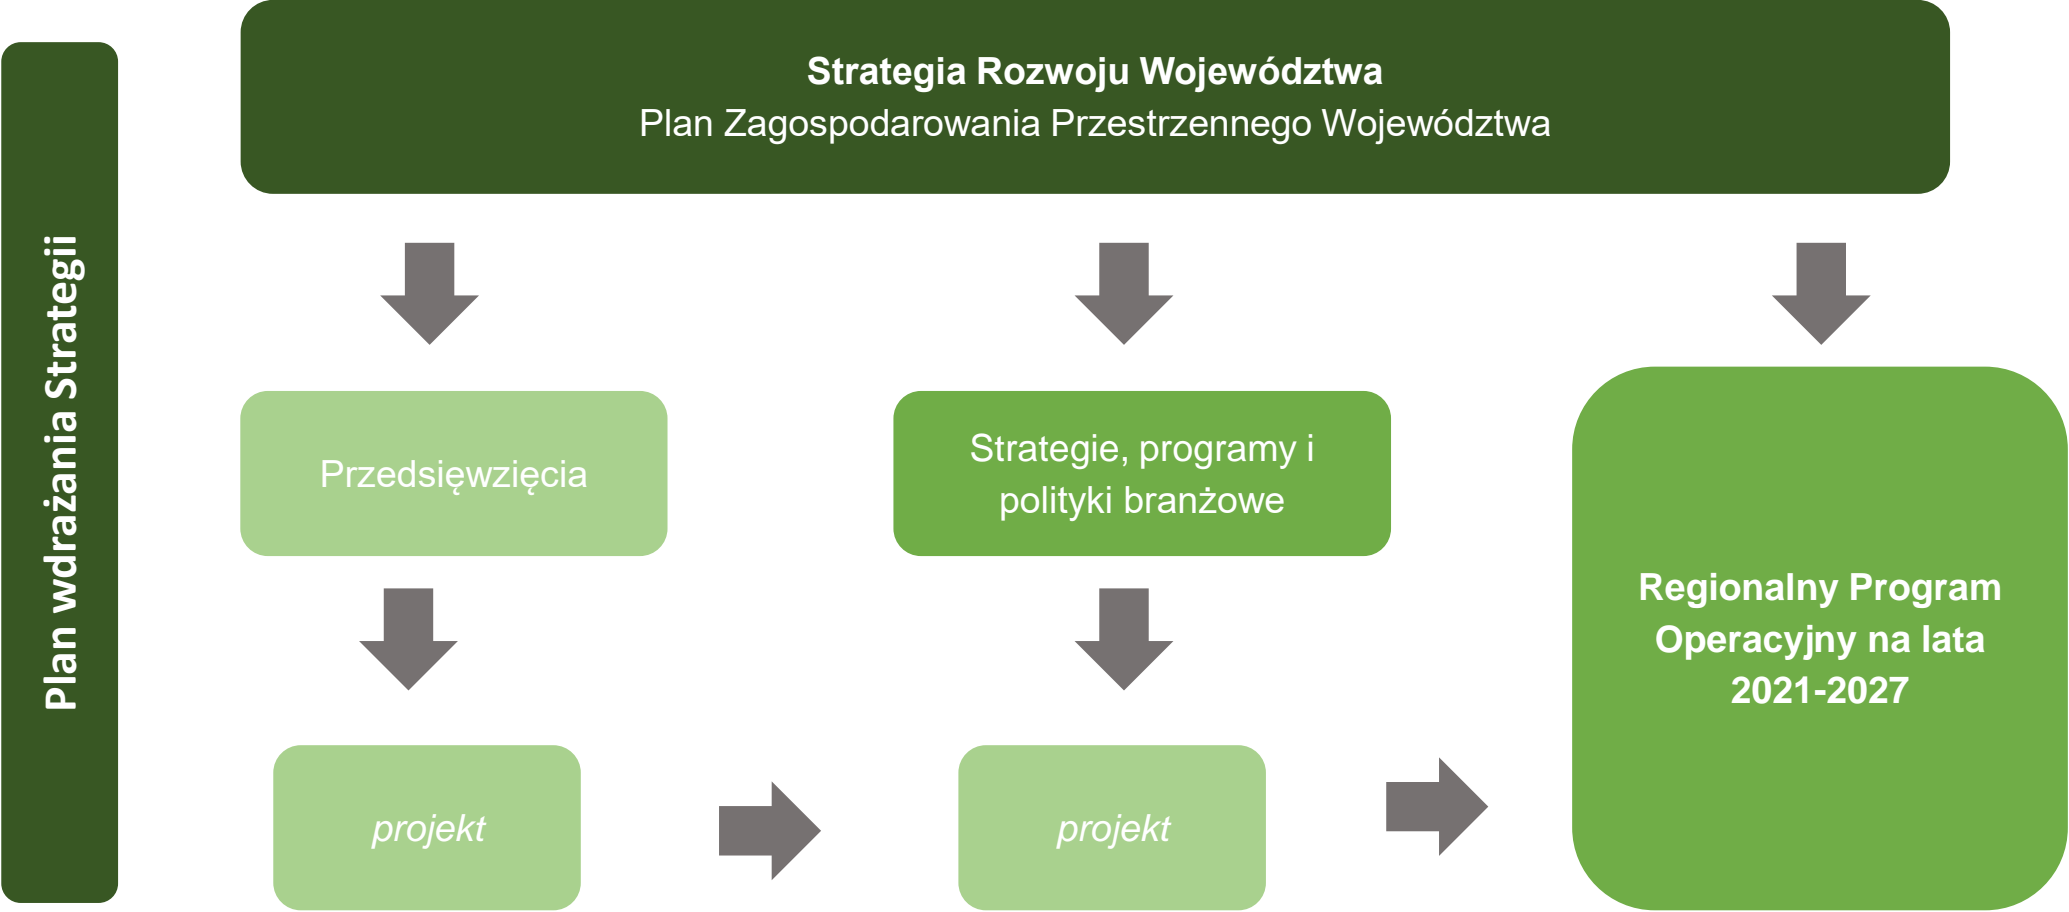 Plan wdrażania Strategii
Strategia Rozwoju Województwa
Plan Zagospodarowania Przestrzennego Województwa
Przedsięwzięcia
Strategie, programy i
polityki branżowe
Regionalny Program
Operacyjny na lata
2021-2027
projekt
projekt